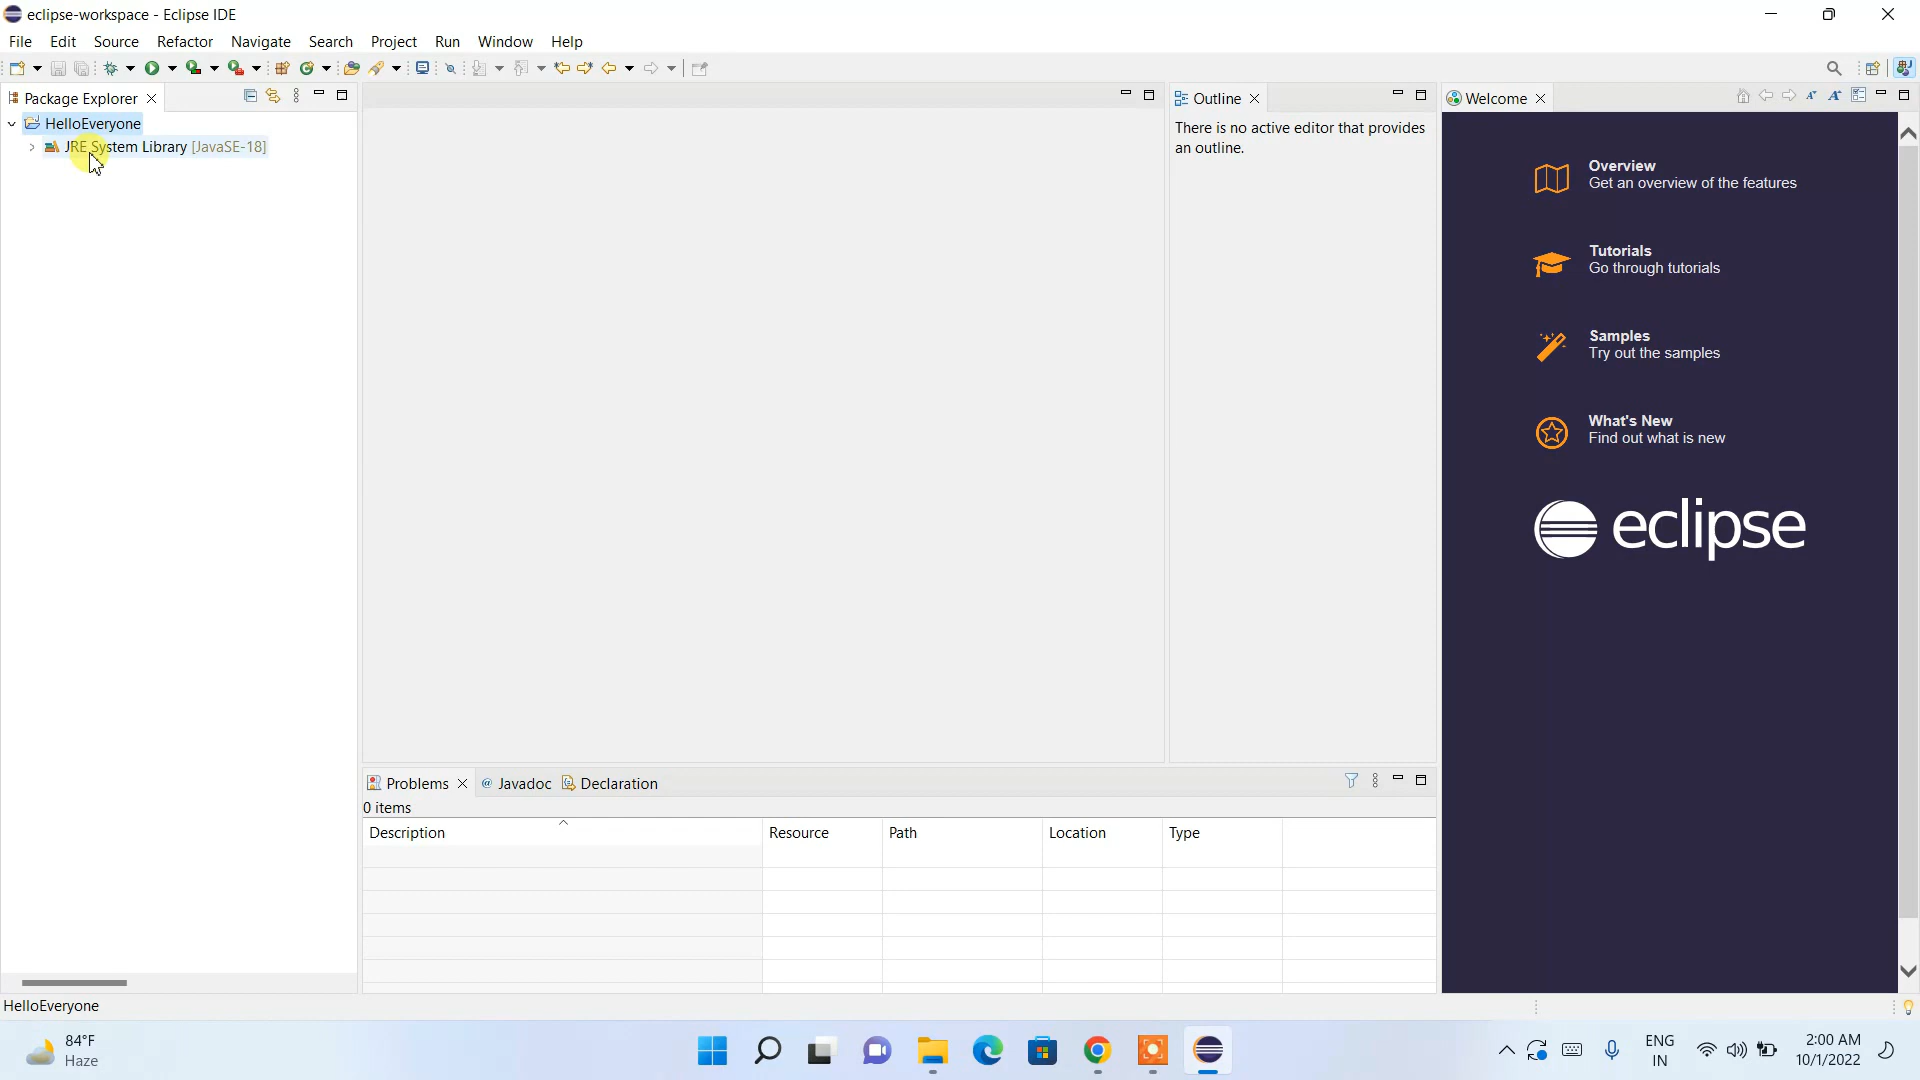 eclipse-workspace - Eclipse IDE
File Edit Source Refactor Navigate Search Project Run Window Help
Package Explorer
HelloEveryone
JRE System Library [JavaSE-18]
Outline
There is no active editor that provides
an outline.
Welcome
Overview
Get an overview of the features
Tutorials
Go through tutorials
Samples
Try out the samples
What's New
Find out what is new
eclipse
Problems @ Javadoc Declaration
0 items
Description Resource Path Location Type
HelloEveryone
84°F
Haze
ENG
IN
2:00 AM
10/1/2022